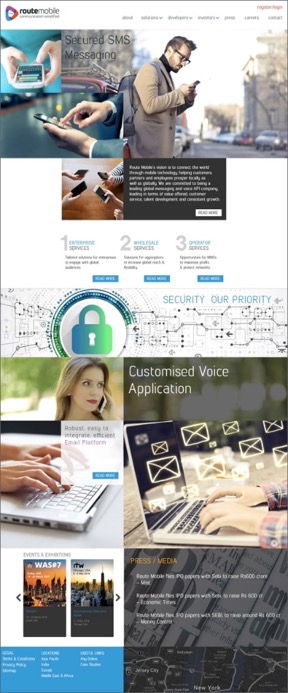 routemobile
communication simplified
register/login
about solutions developers investors press careers contact
Secured SMS
Messaging
Route Mobile's vision is to connect the world
through mobile technology, helping customers,
partners and employees prosper locally as
well as globally. We are committed to being a
leading global messaging and voice API company,
leading in terms of value offered, customer
service, talent development and consistent growth.
READ MORE
1 ENTERPRISE
SERVICES
Tailored solutions for enterprises
to engage with global
audiences
READ MORE
2 WHOLESALE
SERVICES
Solutions for aggregators
to increase global reach &
flexibility
READ MORE
3 OPERATOR
SERVICES
Opportunities for MNOs
to maximise profits
& protect networks
READ MORE
SECURITY OUR PRIORITY
Customised Voice
Application
Robust, easy to
integrate, efficient
Email Platform
READ MORE
EVENTS & EXHIBITIONS
WAS#7
rtw
PRESS / MEDIA
Route Mobile files IPO papers with Sebi to raise Rs600 crore
– Mint
Route Mobile files IPO papers with Sebi to raise Rs 600 cr
– Economic Times
Route Mobile files IPO papers with SEBI, to raise around Rs 600 cr
– Money Control
LEGAL
Terms & Conditions
Privacy Policy
Sitemap
LOCATIONS
Asia Pacific
India
Europe
Middle East & Africa
USEFUL LINKS
Pay Online
Case Studies
Jersey City
New York